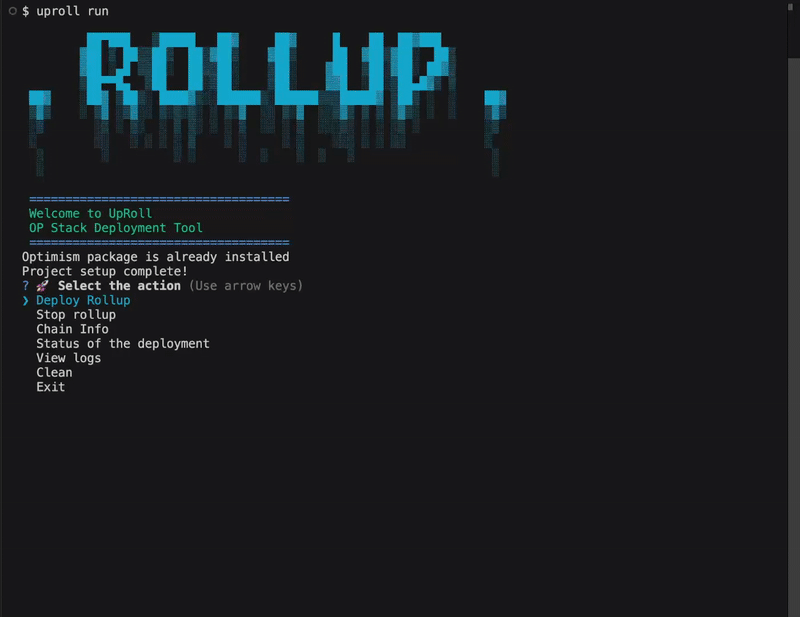 $ uproll run
. ROLLUP .
====================================
Welcome to UpRoll
OP Stack Deployment Tool
====================================
Optimism package is already installed
Project setup complete!
? 🚀 Select the action (Use arrow keys)
❯ Deploy Rollup
Stop rollup
Chain Info
Status of the deployment
View logs
Clean
Exit